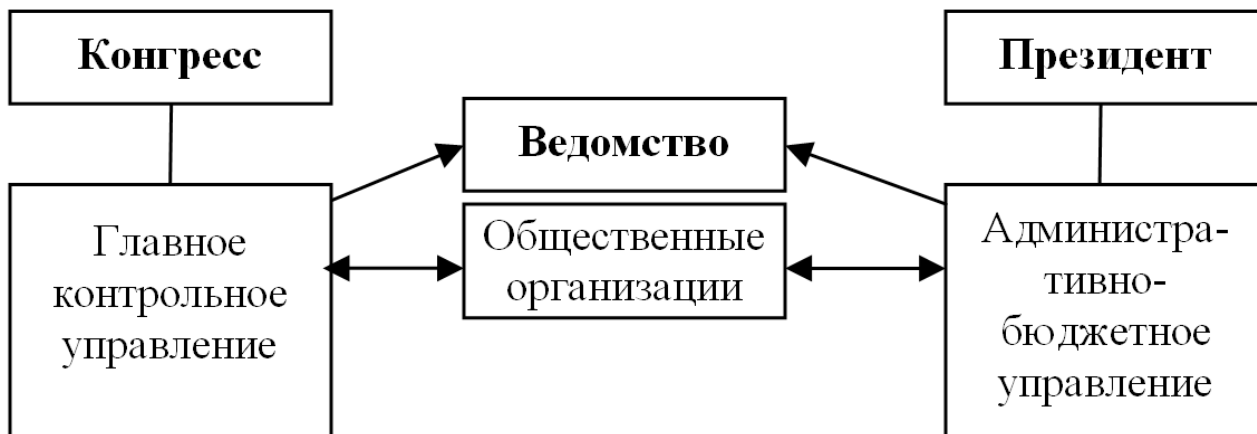 Конгресс
Президент
Ведомство
Главное
контрольное
управление
Общественные
организации
Администра-
тивно-
бюджетное
управление